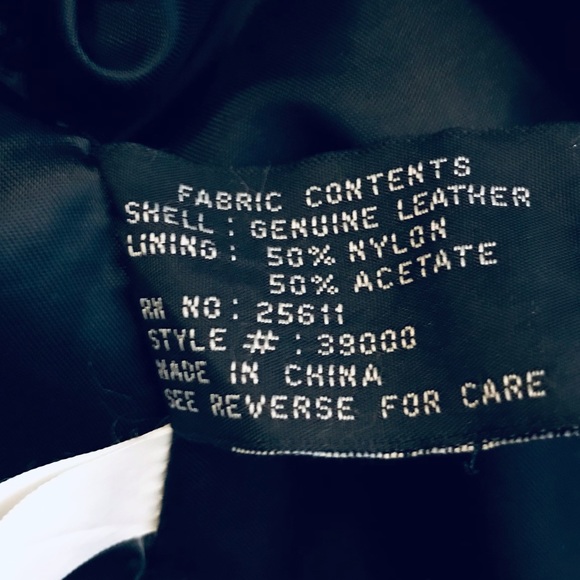 FABRIC CONTENTS
SHELL: GENUINE LEATHER
LINING: 50% NYLON
50% ACETATE
RN NO: 25611
STYLE #: 39000
MADE IN CHINA
SEE REVERSE FOR CARE